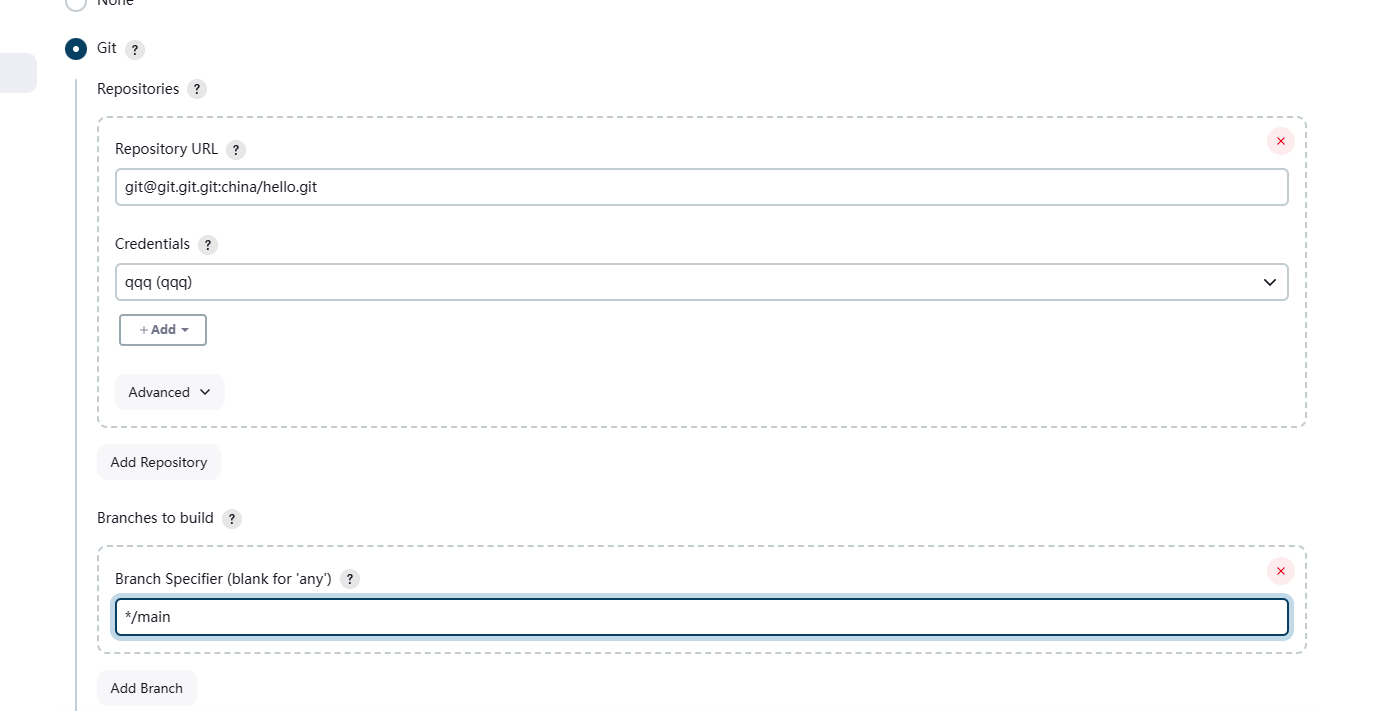 None
Git ?
Repositories ?
Repository URL ?
git@git.git.git:china/hello.git
Credentials ?
qqq (qqq)
+ Add
Advanced
Add Repository
Branches to build ?
Branch Specifier (blank for 'any') ?
*/main
Add Branch